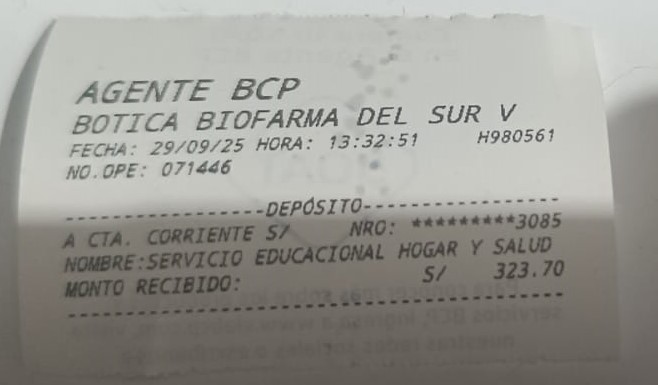 AGENTE BCP
BOTICA BIOFARMA DEL SUR V
FECHA: 29/09/25 HORA: 13:32:51 H980561
NO.OPE: 071446
---------------DEPÓSITO---------------
A CTA. CORRIENTE S/ NRO: *********3085
NOMBRE:SERVICIO EDUCACIONAL HOGAR Y SALUD
MONTO RECIBIDO: S/ 323.70
--------------------------------------